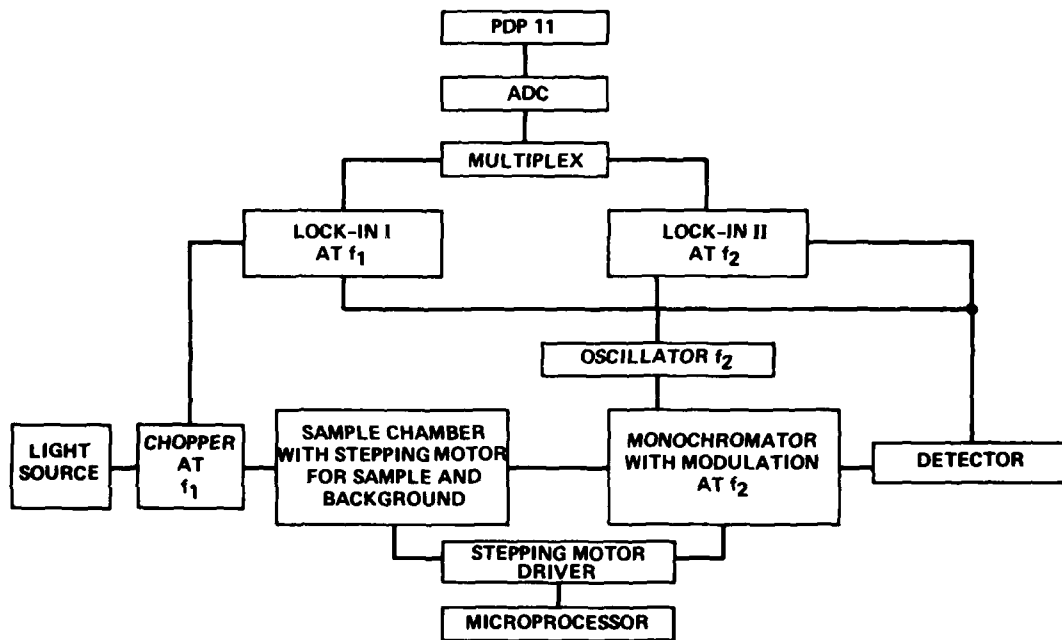 PDP 11
ADC
MULTIPLEX
LOCK-IN I
AT f1
LOCK-IN II
AT f2
OSCILLATOR f2
LIGHT
SOURCE
CHOPPER
AT
f1
SAMPLE CHAMBER
WITH STEPPING MOTOR
FOR SAMPLE AND
BACKGROUND
MONOCHROMATOR
WITH MODULATION
AT f2
DETECTOR
STEPPING MOTOR
DRIVER
MICROPROCESSOR